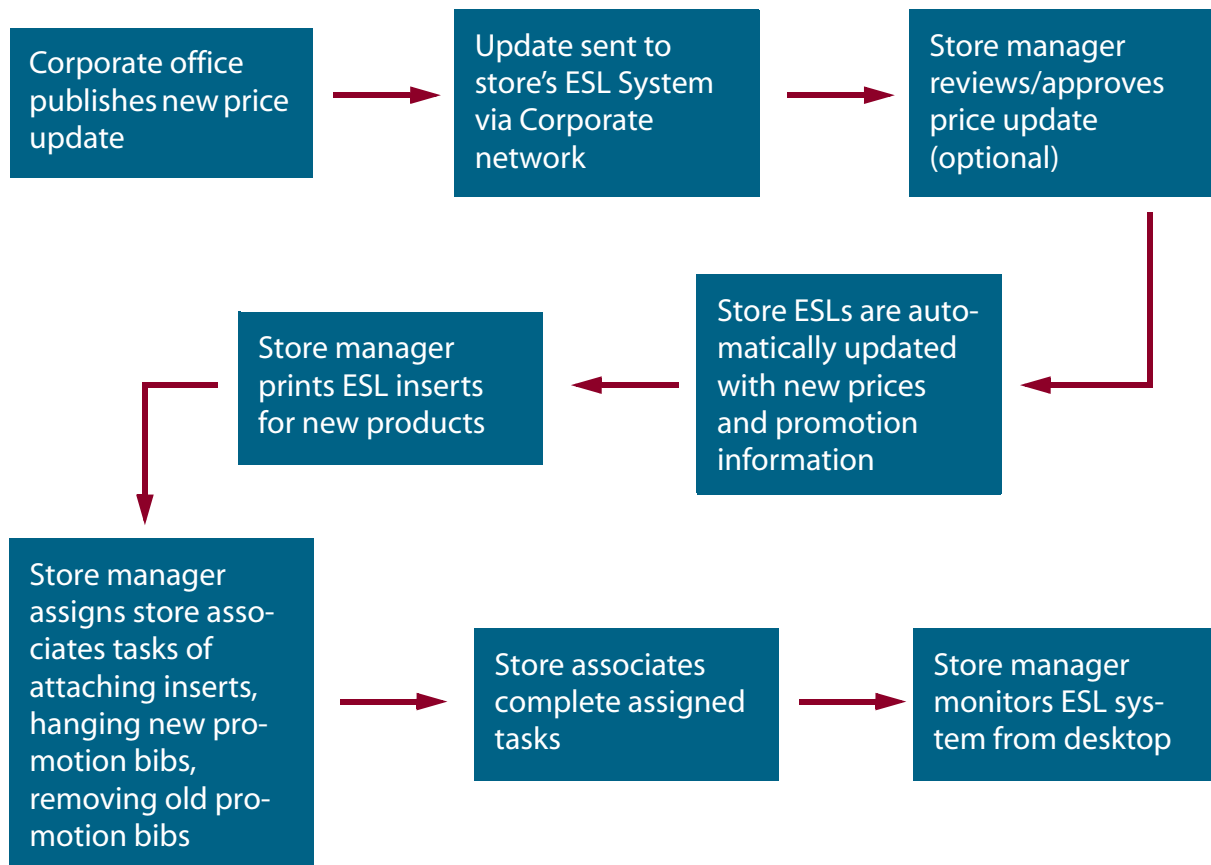 Corporate office
publishes new price
update
Update sent to
store's ESL System
via Corporate
network
Store manager
reviews/approves
price update
(optional)
Store ESLs are auto-
matically updated
with new prices
and promotion
information
Store manager
prints ESL inserts
for new products
Store manager
assigns store asso-
ciates tasks of
attaching inserts,
hanging new pro-
motion bibs,
removing old pro-
motion bibs
Store associates
complete assigned
tasks
Store manager
monitors ESL sys-
tem from desktop